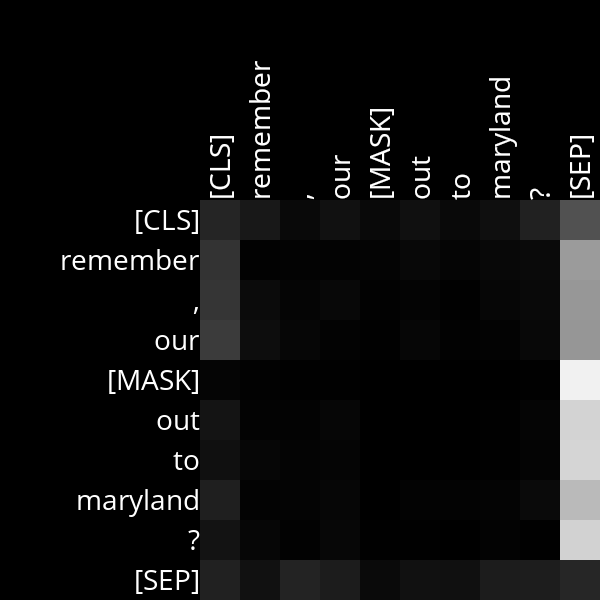 [CLS] remember , our [MASK] out to maryland ? [SEP]
[CLS]
remember
,
our
[MASK]
out
to
maryland
?
[SEP]